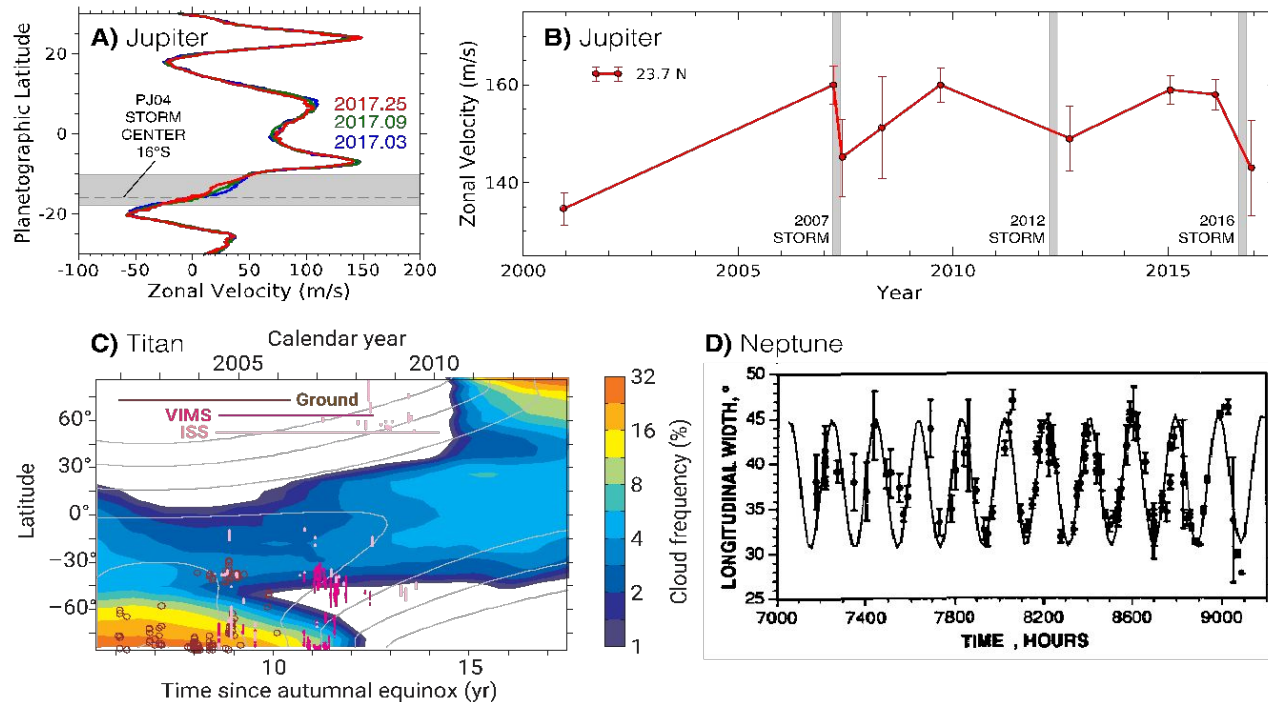 A) Jupiter
Planetographic Latitude
20
0
-20
PJ04
STORM
CENTER
16°S
2017.25
2017.09
2017.03
-100 -50 0 50 100 150 200
Zonal Velocity (m/s)
B) Jupiter
Zonal Velocity (m/s)
160
140
23.7 N
2007
STORM
2012
STORM
2016
STORM
2000 2005 2010 2015
Year
C) Titan
Calendar year
2005 2010
Latitude
60°
30°
0°
−30°
−60°
Ground
VIMS
ISS
10 15
Time since autumnal equinox (yr)
32
16
8
4
2
1
Cloud frequency (%)
D) Neptune
LONGITUDINAL WIDTH, °
50
45
40
35
30
25
7000 7400 7800 8200 8600 9000
TIME , HOURS